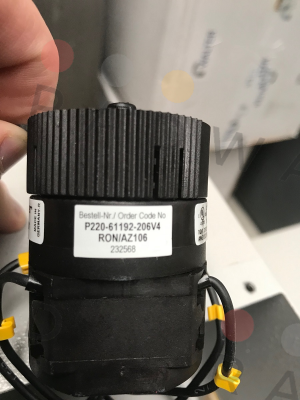 Bestell-Nr./ Order Code No
P220-61192-206V4
RON/AZ106
232568